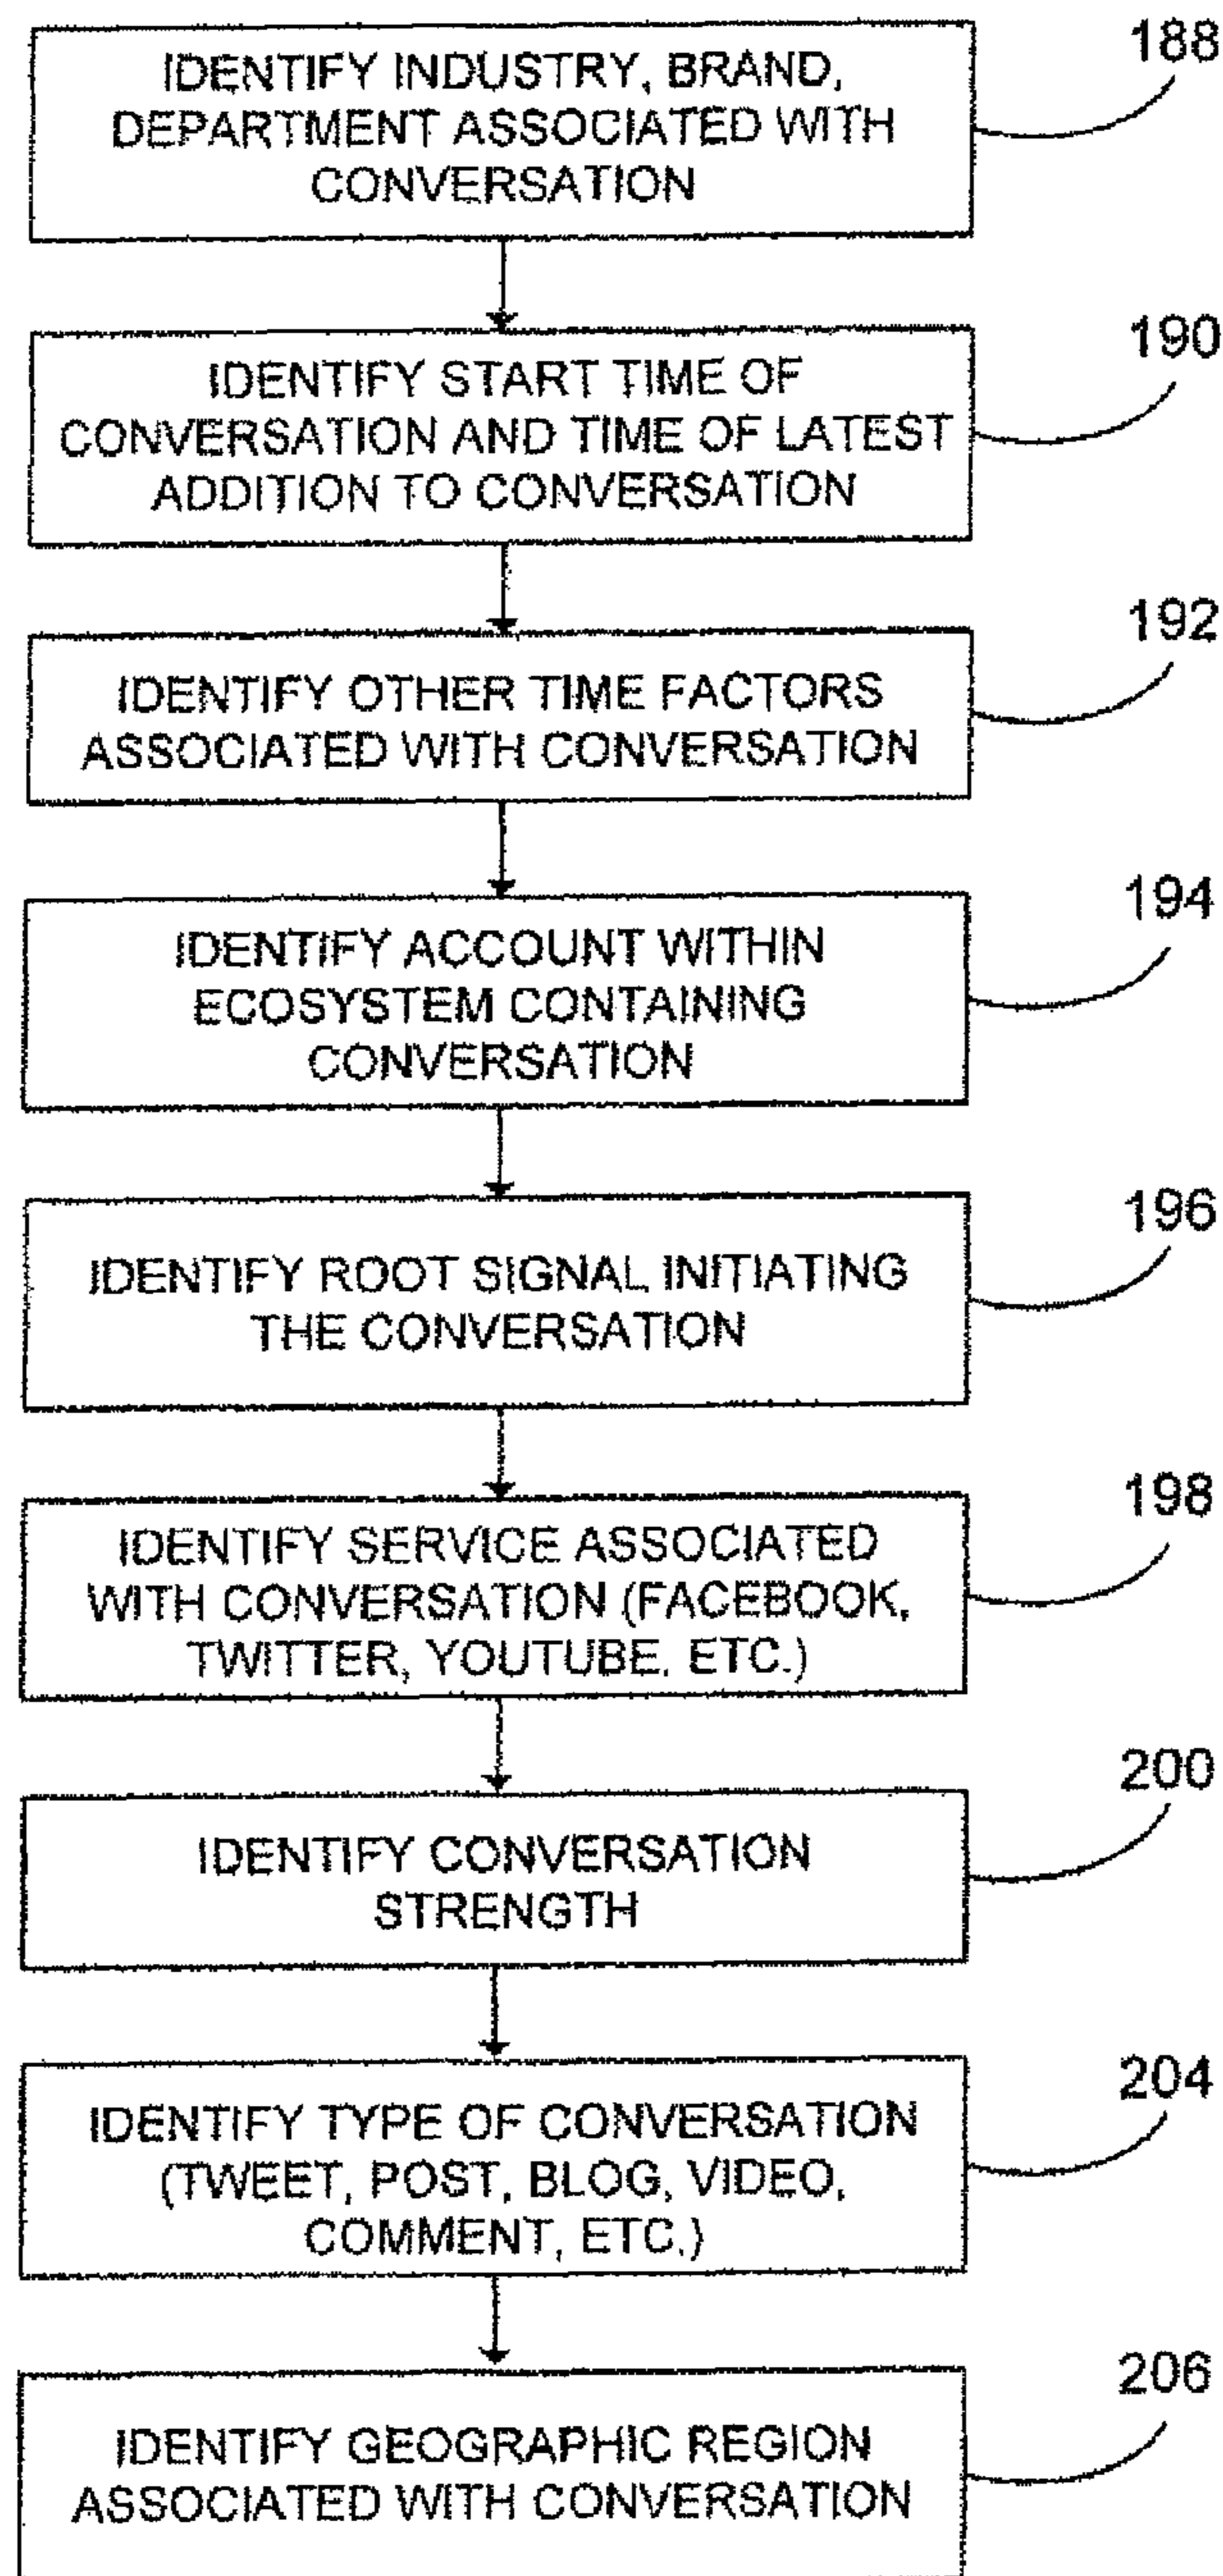 188
IDENTIFY INDUSTRY, BRAND,
DEPARTMENT ASSOCIATED WITH
CONVERSATION
190
IDENTIFY START TIME OF
CONVERSATION AND TIME OF LATEST
ADDITION TO CONVERSATION
192
IDENTIFY OTHER TIME FACTORS
ASSOCIATED WITH CONVERSATION
194
IDENTIFY ACCOUNT WITHIN
ECOSYSTEM CONTAINING
CONVERSATION
196
IDENTIFY ROOT SIGNAL INITIATING
THE CONVERSATION
198
IDENTIFY SERVICE ASSOCIATED
WITH CONVERSATION (FACEBOOK,
TWITTER, YOUTUBE. ETC.)
200
IDENTIFY CONVERSATION
STRENGTH
204
IDENTIFY TYPE OF CONVERSATION
(TWEET, POST, BLOG, VIDEO,
COMMENT, ETC.)
206
IDENTIFY GEOGRAPHIC REGION
ASSOCIATED WITH CONVERSATION